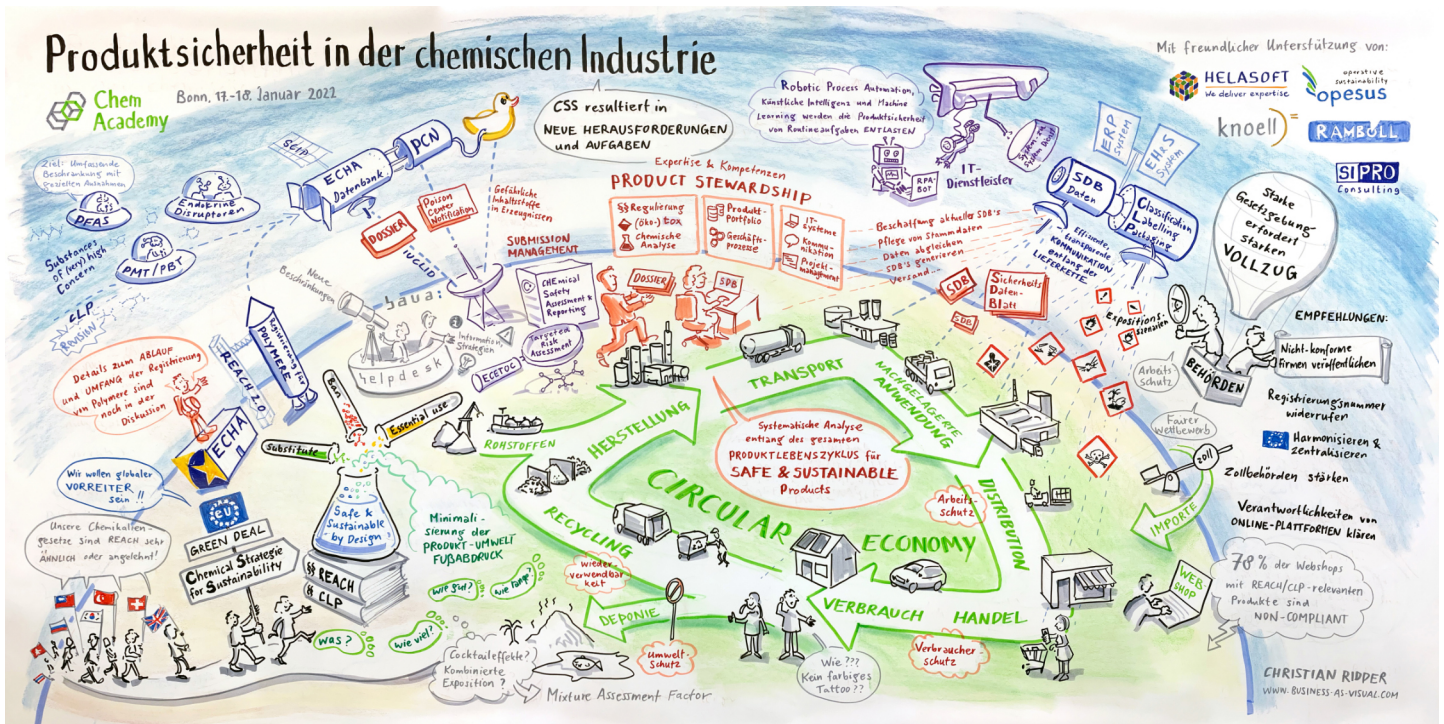 Produktsicherheit in der chemischen Industrie
Chem
Academy
Bonn, 17.-18. Januar 2022
Mit freundlicher Unterstützung von:
HELASOFT
We deliver expertise
operative
sustainability
opesus
knoell
RAMBOLL
SIPRO
Consulting
Ziel: Umfassende
Beschränkung mit
gezielten Aufnahmen
PFAS
Endokrine
Disruptoren
PMT/PBT
Substances
of (very) high
Concern
CLP
REVISION
SCIP
ECHA
Datenbank
PCN
DOSSIER
Poison
Center
Notification
IUCLID
Gefährliche
Inhaltsstoffe
in Erzeugnissen
CSS resultiert in
NEUE HERAUSFORDERUNGEN
und AUFGABEN
Robotic Process Automation,
Künstliche Intelligenz und Machine
Learning werden die Produktsicherheit
von Routineaufgaben ENTLASTEN
RPA-
BOT
System-zu
System Dienst
IT-
Dienstleister
ERP
System
EH&S
System
SDB
Daten
Classification
Labelling
Packaging
Effiziente,
transparente
KOMMUNIKATION
entlang der
LIEFERKETTE
Starke
Gesetzgebung
erfordert
starken
VOLLZUG
Expertise & Kompetenzen
PRODUCT STEWARDSHIP
§§ Regulierung
(öko-) tox
Chemische
Analyse
Produkt-
Portfolio
Geschäfts-
prozesse
IT-
Systeme
Kommu-
nikation
Projekt-
management
Beschaffung aktueller SDB's
Pflege von Stammdaten
Daten abgleichen
SDB's generieren
Versand...
SUBMISSION
MANAGEMENT
CHEmical
Safety
Assessment &
Reporting
Targeted
Risk
Assessment
ECETOC
DOSSIER
SDB
SDB
SDB
Sicherheits
Daten-
Blatt
Expositions-
szenarien
Neue
Beschränkungen
baua:
helpdesk
Information,
Strategien
Registrierung für
POLYMERE
REACH 2.0
ECHA
Details zum ABLAUF
und UMFANG der Registrierung
von Polymere sind
noch in der
Diskussion
Wir wollen globaler
VORREITER
sein !!
Unsere Chemikalien-
gesetze sind REACH sehr
ÄHNLICH oder angelehnt!
EU
GREEN DEAL
Chemical Strategie
for Sustainability
Substitute
Ban
Essential use
Safe &
Sustainable
by Design
§§ REACH
§ CLP
Minimali-
sierung der
PRODUKT-UMWELT
FUßABDRUCK
wie gut?
wie lange?
was?
wie viel?
Cocktaileffekte?
Kombinierte
Exposition?
Mixture Assessment Factor
ROHSTOFFEN
HERSTELLUNG
TRANSPORT
NACHGELAGERTE
ANWENDUNG
DISTRIBUTION
HANDEL
VERBRAUCH
RECYCLING
DEPONIE
CIRCULAR
ECONOMY
Systematische Analyse
entlang des gesamten
PRODUKTLEBENSZYKLUS für
SAFE & SUSTAINABLE
Products
Arbeits-
schutz
wieder
verwendbar
keit
Umwelt-
Schutz
Verbraucher-
schutz
Wie ???
Kein farbiges
Tattoo??
Arbeits
schutz
BEHÖRDEN
Fairer
Wettbewerb
Zoll
IMPORTE
EMPFEHLUNGEN:
Nicht-konforme
Firmen veröffentlichen
Registrierungsnummer
widerrufen
Harmonisieren &
zentralisieren
Zollbehörden stärken
Verantwortlichkeiten von
ONLINE-PLATTFORMEN klären
WEB-
SHOP
78% der Webshops
mit REACH/CLP-relevanten
Produkte sind
NON-COMPLIANT
CHRISTIAN RIDDER
WWW.BUSINESS-AS-VISUAL.COM